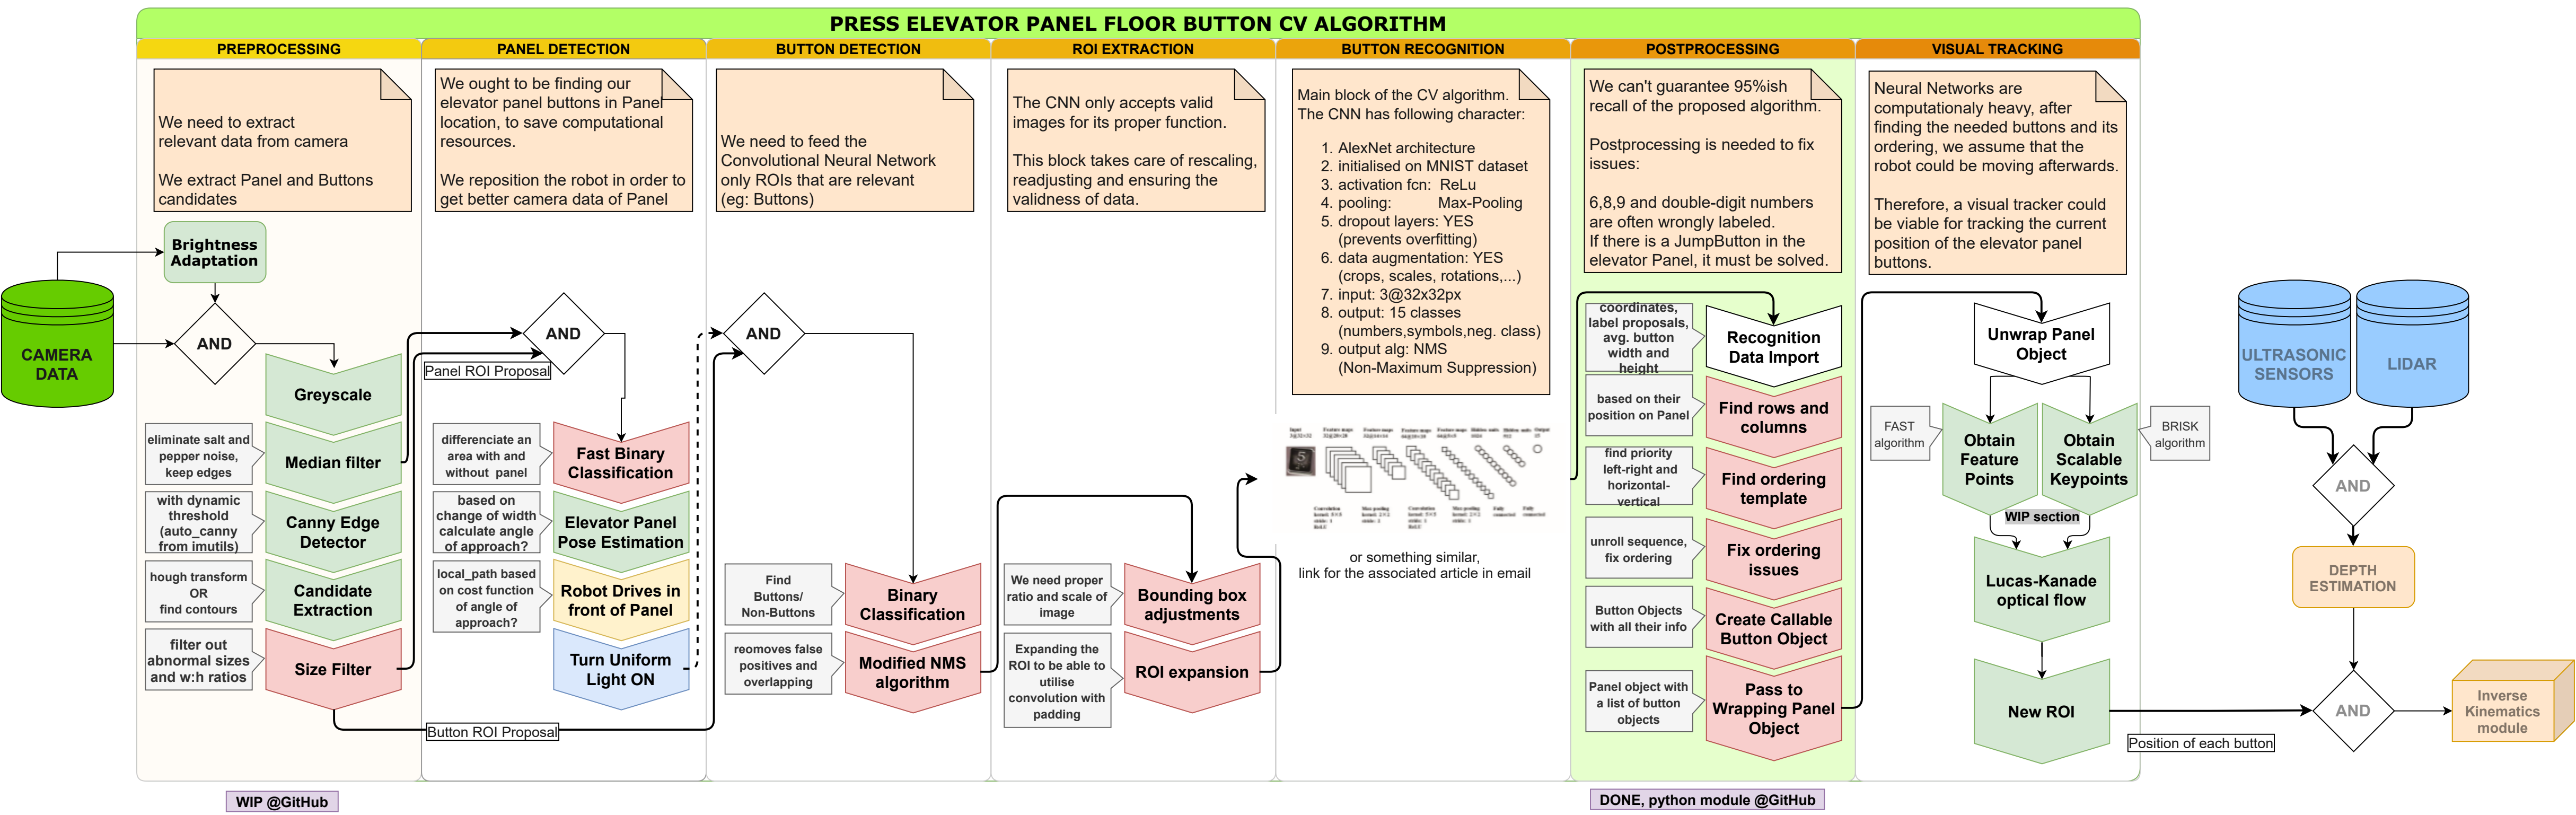 PRESS ELEVATOR PANEL FLOOR BUTTON CV ALGORITHM
PREPROCESSING
PANEL DETECTION
BUTTON DETECTION
ROI EXTRACTION
BUTTON RECOGNITION
POSTPROCESSING
VISUAL TRACKING
We need to extract
relevant data from camera
We extract Panel and Buttons
candidates
We ought to be finding our
elevator panel buttons in Panel
location, to save computational
resources.
We reposition the robot in order to
get better camera data of Panel
We need to feed the
Convolutional Neural Network
only ROIs that are relevant
(eg: Buttons)
The CNN only accepts valid
images for its proper function.
This block takes care of rescaling,
readjusting and ensuring the
validness of data.
Main block of the CV algorithm.
The CNN has following character:
1. AlexNet architecture
2. initialised on MNIST dataset
3. activation fcn: ReLu
4. pooling: Max-Pooling
5. dropout layers: YES
(prevents overfitting)
6. data augmentation: YES
(crops, scales, rotations,...)
7. input: 3@32x32px
8. output: 15 classes
(numbers,symbols,neg. class)
9. output alg: NMS
(Non-Maximum Suppression)
We can't guarantee 95%ish
recall of the proposed algorithm.
Postprocessing is needed to fix
issues:
6,8,9 and double-digit numbers
are often wrongly labeled.
If there is a JumpButton in the
elevator Panel, it must be solved.
Neural Networks are
computationaly heavy, after
finding the needed buttons and its
ordering, we assume that the
robot could be moving afterwards.
Therefore, a visual tracker could
be viable for tracking the current
position of the elevator panel
buttons.
CAMERA
DATA
Brightness
Adaptation
AND
Greyscale
eliminate salt and
pepper noise,
keep edges
Median filter
with dynamic
threshold
(auto_canny
from imutils)
Canny Edge
Detector
hough transform
OR
find contours
Candidate
Extraction
filter out
abnormal sizes
and w:h ratios
Size Filter
Panel ROI Proposal
Button ROI Proposal
AND
differenciate an
area with and
without panel
Fast Binary
Classification
based on
change of width
calculate angle
of approach?
Elevator Panel
Pose Estimation
local_path based
on cost function
of angle of
approach?
Robot Drives in
front of Panel
Turn Uniform
Light ON
AND
Find
Buttons/
Non-Buttons
Binary
Classification
reomoves false
positives and
overlapping
Modified NMS
algorithm
We need proper
ratio and scale of
image
Bounding box
adjustments
Expanding the
ROI to be able to
utilise
convolution with
padding
ROI expansion
or something similar,
link for the associated article in email
coordinates,
label proposals,
avg. button
width and
height
Recognition
Data Import
based on their
position on Panel
Find rows and
columns
find priority
left-right and
horizontal-
vertical
Find ordering
template
unroll sequence,
fix ordering
Fix ordering
issues
Button Objects
with all their info
Create Callable
Button Object
Panel object with
a list of button
objects
Pass to
Wrapping Panel
Object
Unwrap Panel
Object
FAST
algorithm
Obtain
Feature
Points
Obtain
Scalable
Keypoints
BRISK
algorithm
WIP section
Lucas-Kanade
optical flow
New ROI
Position of each button
ULTRASONIC
SENSORS
LIDAR
AND
DEPTH
ESTIMATION
AND
Inverse
Kinematics
module
WIP @GitHub
DONE, python module @GitHub